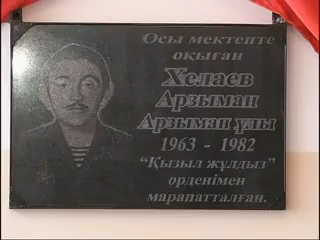 Осы мектепте
оқыған
Хелаев
Арзыман
Арзыман ұлы
1963 - 1982
“Қызыл жұлдыз”
орденімен
марапатталған.